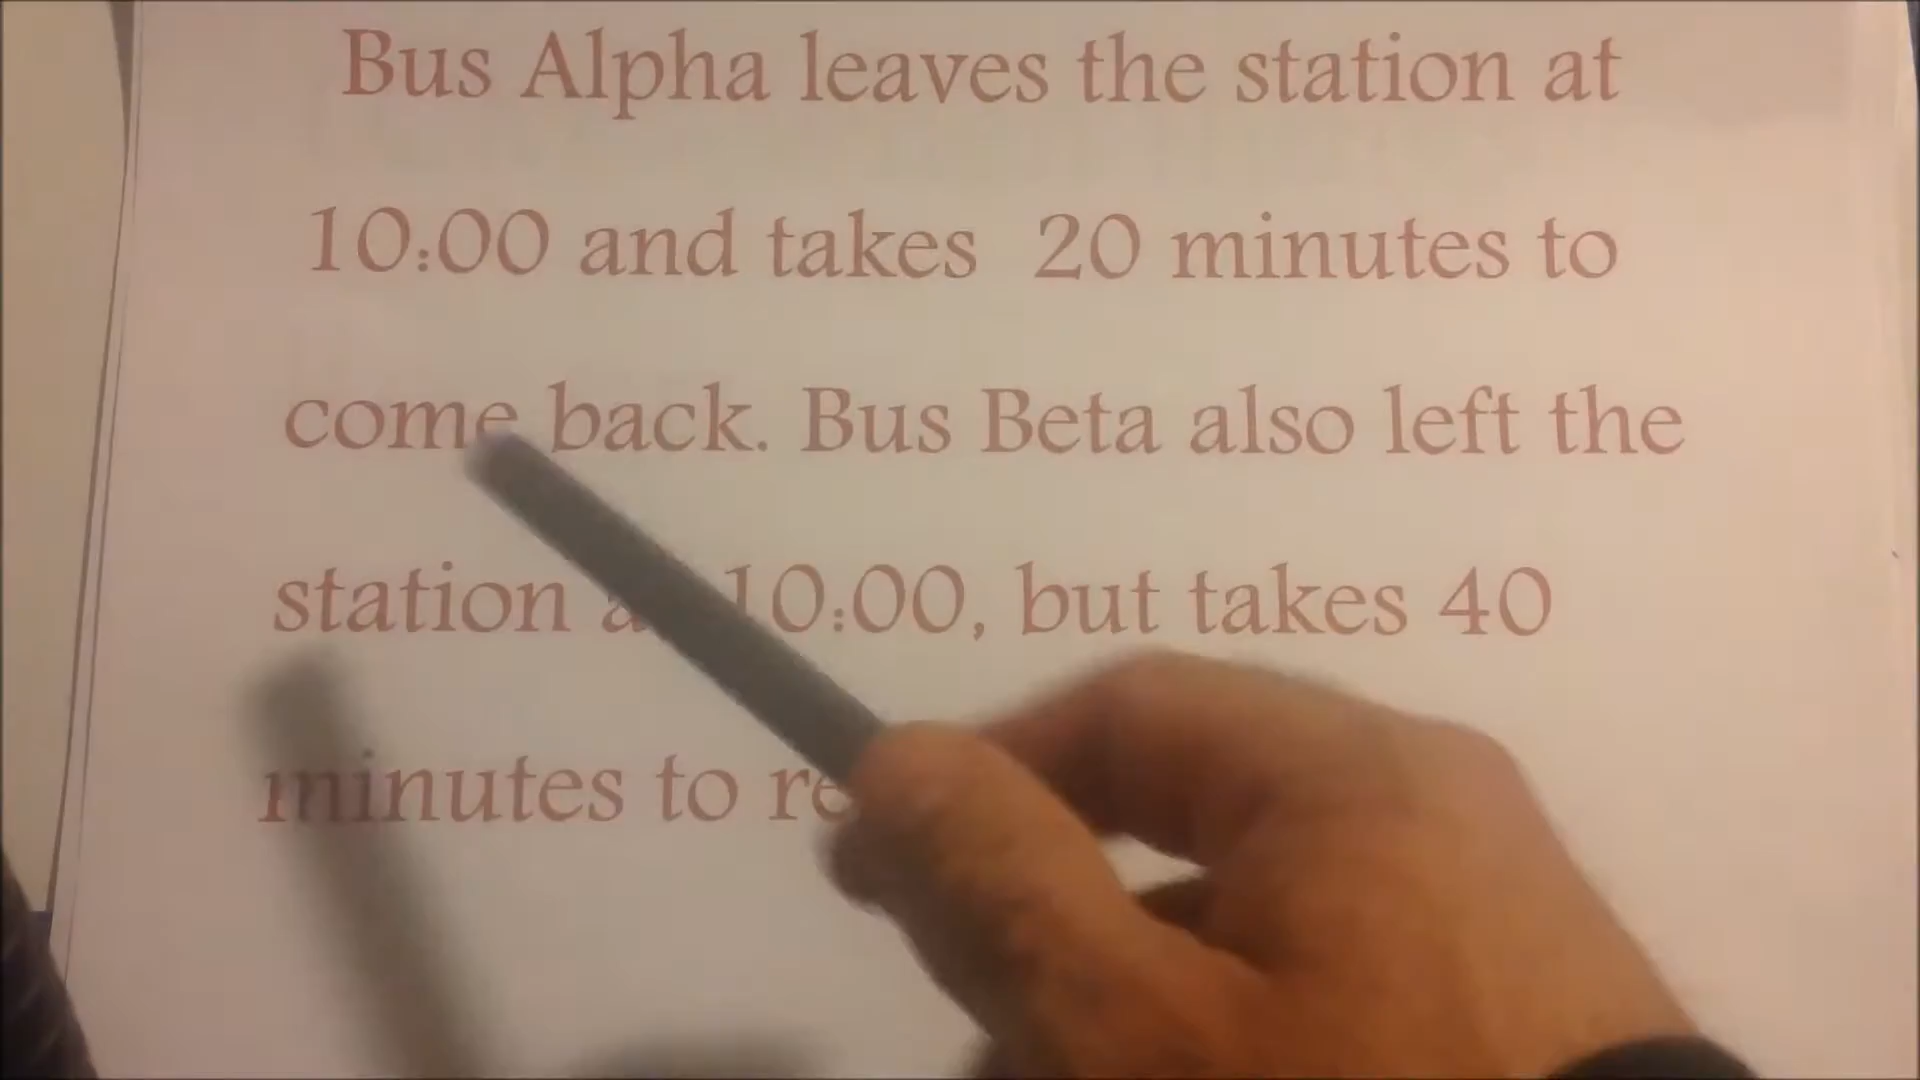 Bus Alpha leaves the station at
10:00 and takes 20 minutes to
come back. Bus Beta also left the
station 10:00, but takes 40
minutes to